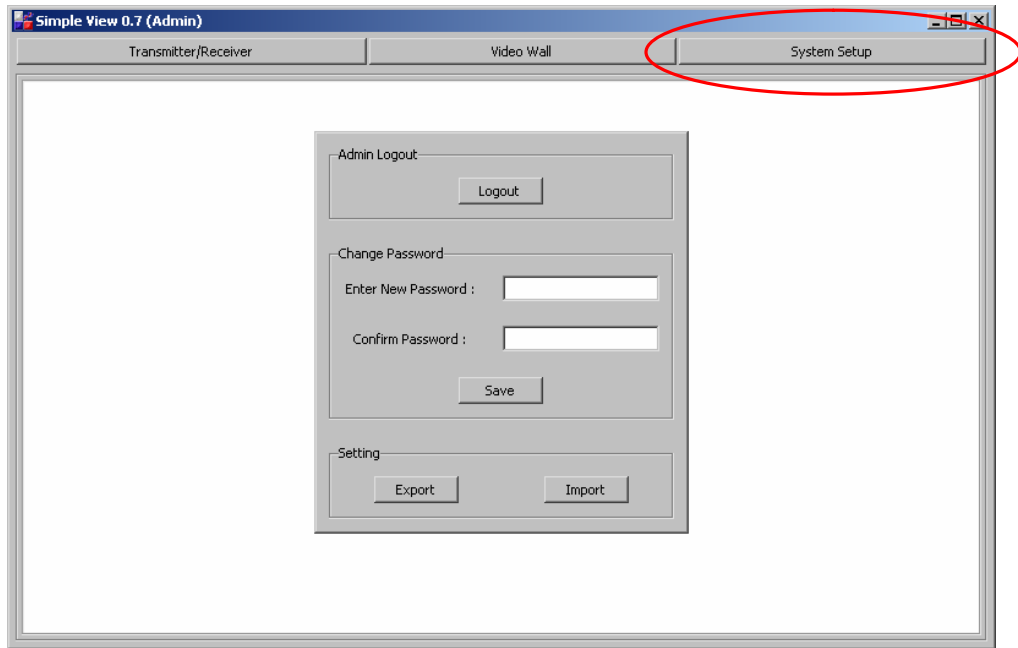 Simple View 0.7 (Admin)
Transmitter/Receiver Video Wall System Setup
Admin Logout
Logout
Change Password
Enter New Password :
Confirm Password :
Save
Setting
Export Import